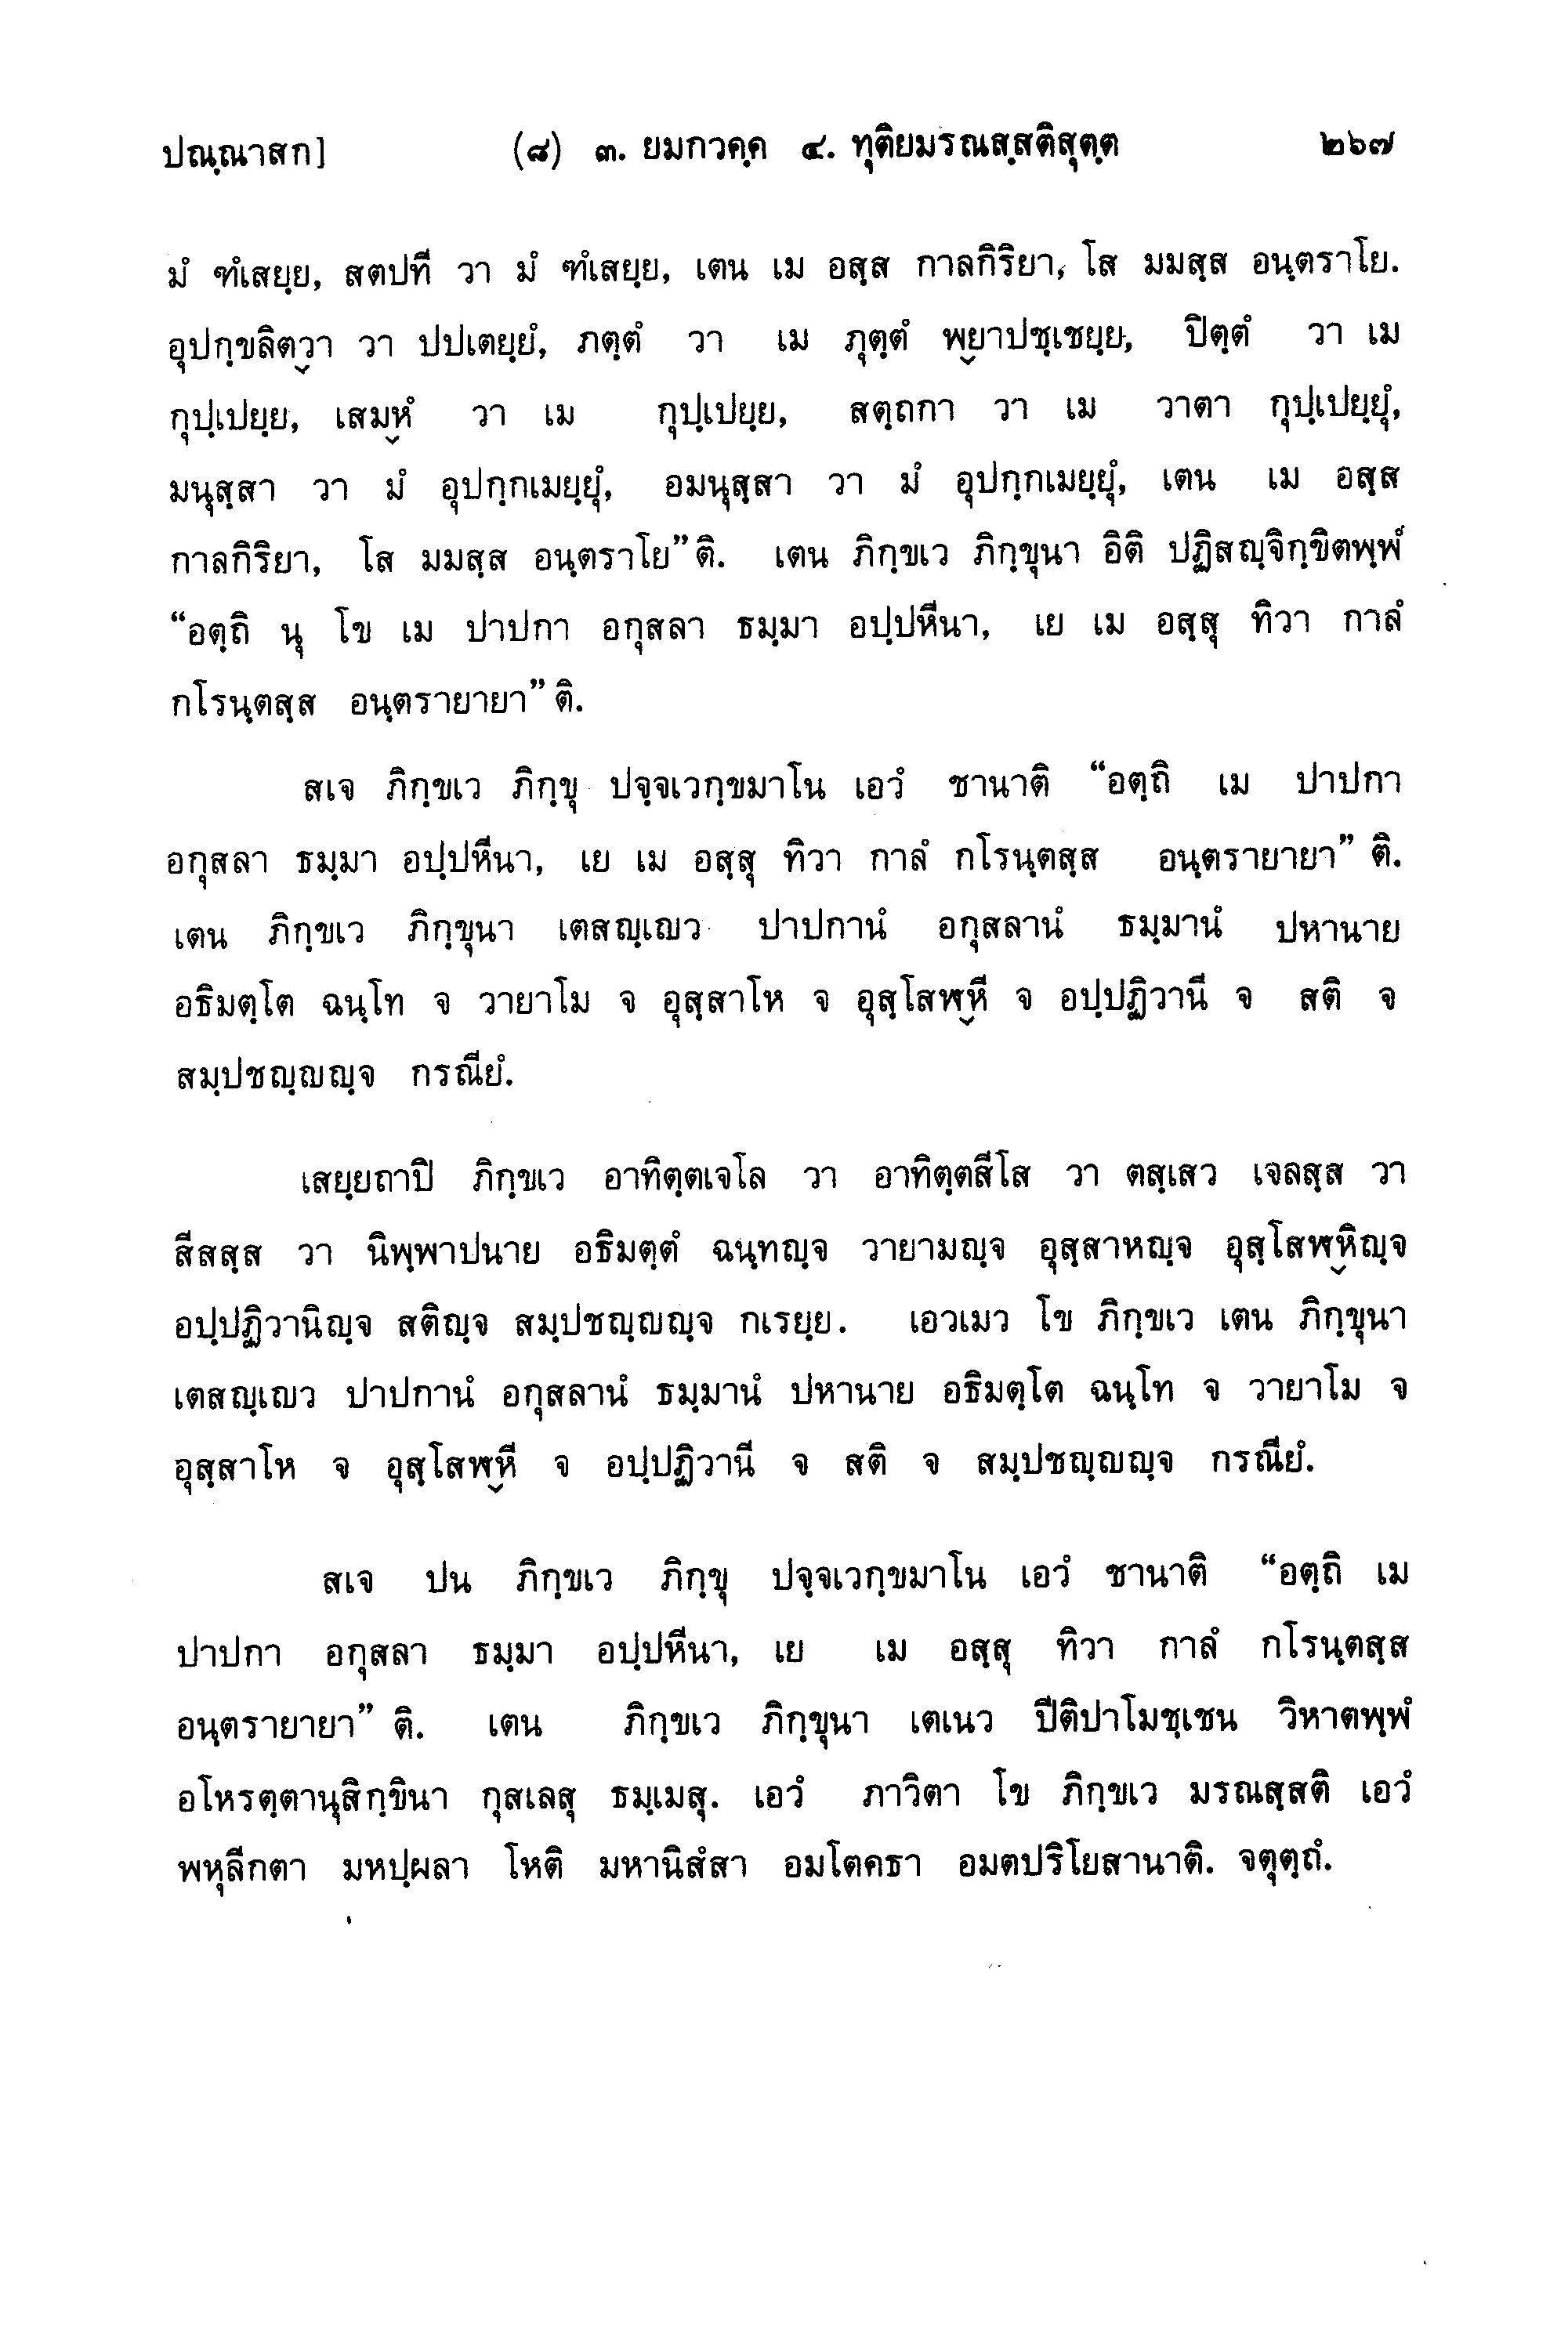 ปณฺณาสก]	(๘) ๓. ยมกวคฺค ๔. ทุติยมรณสฺสติสุตฺต	๒๖๗
มํ ฑํเสยฺย, สตปที วา มํ ฑํเสยฺย, เตน เม อสฺส กาลกิริยา, โส มมสฺส อนฺตราโย.
อุปกฺขลิตฺวา วา ปปเตยฺยํ, ภตฺตํ วา เม ภุตฺตํ พฺยาปชฺเชยฺย, ปิตฺตํ วา เม
กุปฺเปยฺย, เสมฺหํ วา เม กุปฺเปยฺย, สตฺถกา วา เม วาตา กุปฺเปยฺยุํ,
มนุสฺสา วา มํ อุปกฺกเมยฺยุํ, อมนุสฺสา วา มํ อุปกฺกเมยฺยุํ, เตน เม อสฺส
กาลกิริยา, โส มมสฺส อนฺตราโย”ติ. เตน ภิกฺขเว ภิกฺขุนา อิติ ปฏิสญฺจิกฺขิตพฺพํ
“อตฺถิ นุ โข เม ปาปกา อกุสลา ธมฺมา อปฺปหีนา, เย เม อสฺสุ ทิวา กาลํ
กโรนฺตสฺส อนฺตรายายา”ติ.
สเจ ภิกฺขเว ภิกฺขุ ปจฺจเวกฺขมาโน เอวํ ชานาติ “อตฺถิ เม ปาปกา
อกุสลา ธมฺมา อปฺปหีนา, เย เม อสฺสุ ทิวา กาลํ กโรนฺตสฺส อนฺตรายายา” ติ.
เตน ภิกฺขเว ภิกฺขุนา เตสญฺเญว ปาปกานํ อกุสลานํ ธมฺมานํ ปหานาย
อธิมตฺโต ฉนฺโท จ วายาโม จ อุสฺสาโห จ อุสฺโสฬฺหี จ อปฺปฏิวานี จ สติ จ
สมฺปชญฺญญฺจ กรณียํ.
เสยฺยถาปิ ภิกฺขเว อาทิตฺตเจโล วา อาทิตฺตสีโส วา ตสฺเสว เจลสฺส วา
สีสสฺส วา นิพฺพาปนาย อธิมตฺตํ ฉนฺทญฺจ วายามญฺจ อุสฺสาหญฺจ อุสฺโสฬฺหิญฺจ
อปฺปฏิวานิญฺจ สติญฺจ สมฺปชญฺญญฺจ กเรยฺย. เอวเมว โข ภิกฺขเว เตน ภิกฺขุนา
เตสญฺเญว ปาปกานํ อกุสลานํ ธมฺมานํ ปหานาย อธิมตฺโต ฉนฺโท จ วายาโม จ
อุสฺสาโห จ อุสฺโสฬฺหี จ อปฺปฏิวานี จ สติ จ สมฺปชญฺญญฺจ กรณียํ.
สเจ ปน ภิกฺขเว ภิกฺขุ ปจฺจเวกฺขมาโน เอวํ ชานาติ “อตฺถิ เม
ปาปกา อกุสลา ธมฺมา อปฺปหีนา, เย เม อสฺสุ ทิวา กาลํ กโรนฺตสฺส
อนฺตรายายา” ติ. เตน ภิกฺขเว ภิกฺขุนา เตเนว ปีติปาโมชฺเชน วิหาตพฺพํ
อโหรตฺตานุสิกฺขินา กุสเลสุ ธมฺเมสุ. เอวํ ภาวิตา โข ภิกฺขเว มรณสฺสติ เอวํ
พหุลีกตา มหปฺผลา โหติ มหานิสํสา อมโตคธา อมตปริโยสานาติ. จตุตฺถํ.